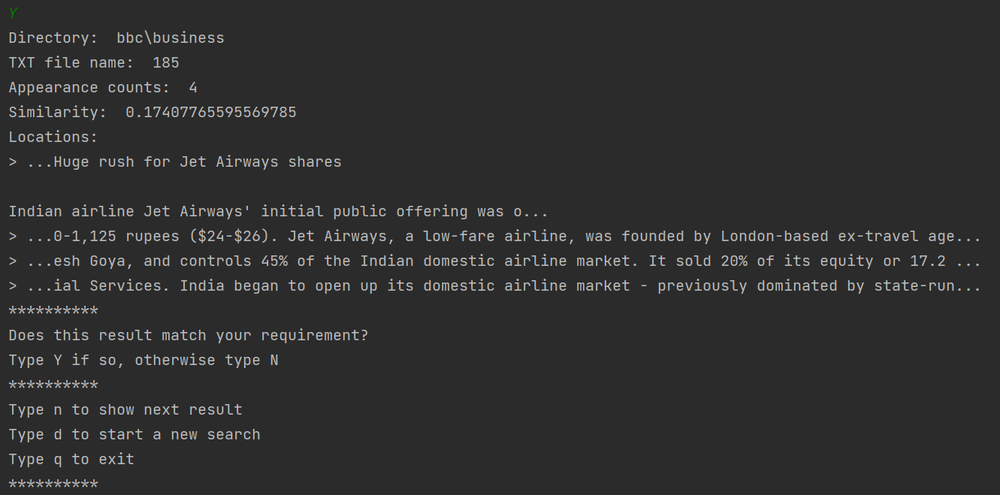 Y
Directory:  bbc\business
TXT file name:  185
Appearance counts:  4
Similarity:  0.17407765595569785
Locations:
> ...Huge rush for Jet Airways shares
Indian airline Jet Airways' initial public offering was o...
> ...0-1,125 rupees ($24-$26). Jet Airways, a low-fare airline, was founded by London-based ex-travel age...
> ...esh Goya, and controls 45% of the Indian domestic airline market. It sold 20% of its equity or 17.2 ...
> ...ial Services. India began to open up its domestic airline market - previously dominated by state-run...
**********
Does this result match your requirement?
Type Y if so, otherwise type N
**********
Type n to show next result
Type d to start a new search
Type q to exit
**********